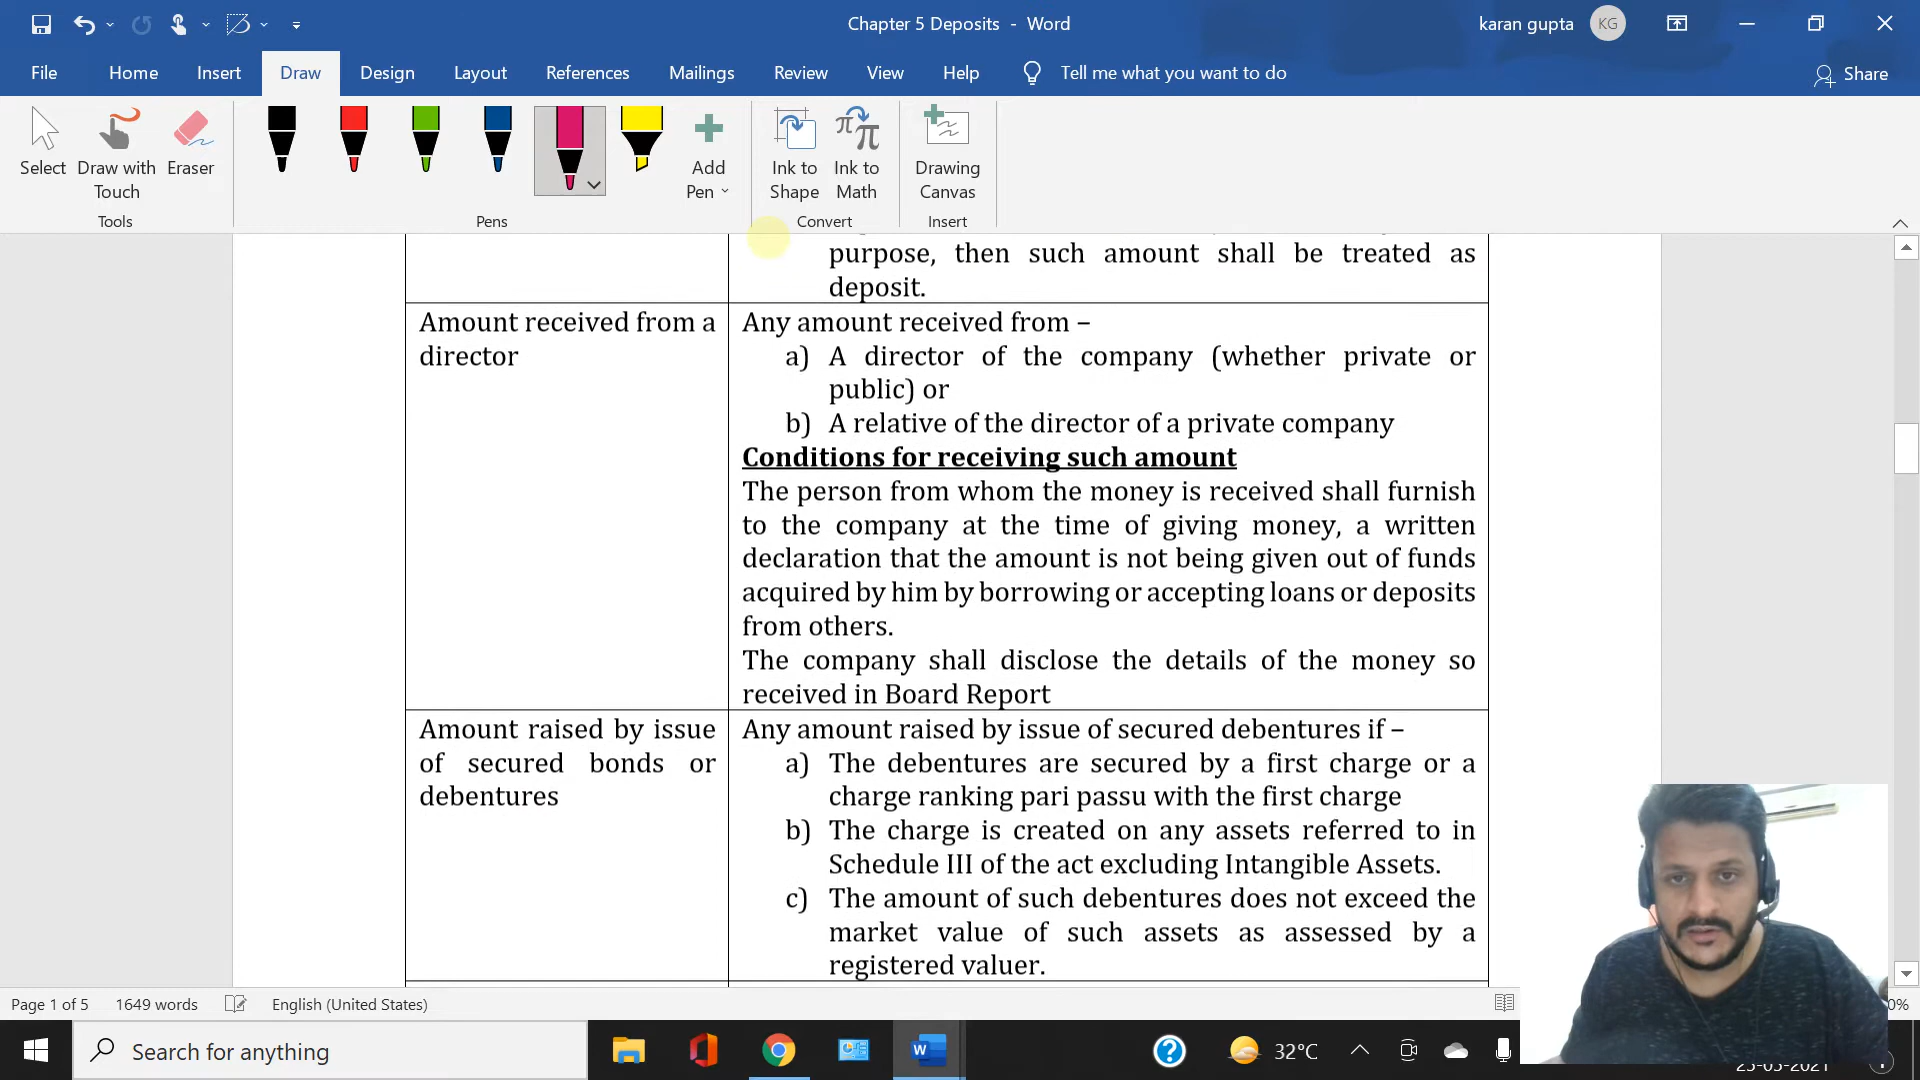 Chapter 5 Deposits - Word
karan gupta
KG
File Home Insert Draw Design Layout References Mailings Review View Help Tell me what you want to do Share
Select
Draw with Touch
Eraser
Tools
Pens
Add Pen
Ink to Shape
Ink to Math
Convert
Drawing Canvas
Insert
purpose, then such amount shall be treated as
deposit.
Amount received from a
director
Any amount received from –
a) A director of the company (whether private or
public) or
b) A relative of the director of a private company
Conditions for receiving such amount
The person from whom the money is received shall furnish
to the company at the time of giving money, a written
declaration that the amount is not being given out of funds
acquired by him by borrowing or accepting loans or deposits
from others.
The company shall disclose the details of the money so
received in Board Report
Amount raised by issue
of secured bonds or
debentures
Any amount raised by issue of secured debentures if –
a) The debentures are secured by a first charge or a
charge ranking pari passu with the first charge
b) The charge is created on any assets referred to in
Schedule III of the act excluding Intangible Assets.
c) The amount of such debentures does not exceed the
market value of such assets as assessed by a
registered valuer.
Page 1 of 5 1649 words English (United States) 0%
Search for anything
32°C